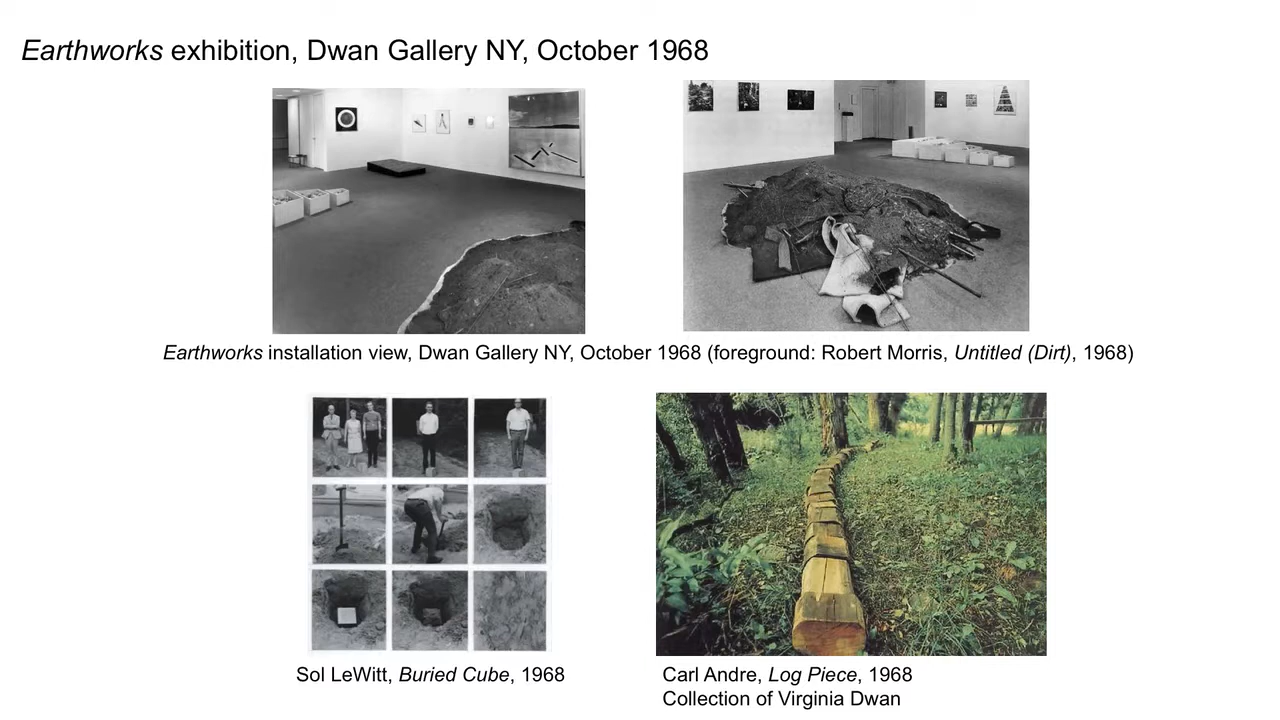 Earthworks exhibition, Dwan Gallery NY, October 1968
Earthworks installation view, Dwan Gallery NY, October 1968 (foreground: Robert Morris, Untitled (Dirt), 1968)
Sol LeWitt, Buried Cube, 1968
Carl Andre, Log Piece, 1968
Collection of Virginia Dwan